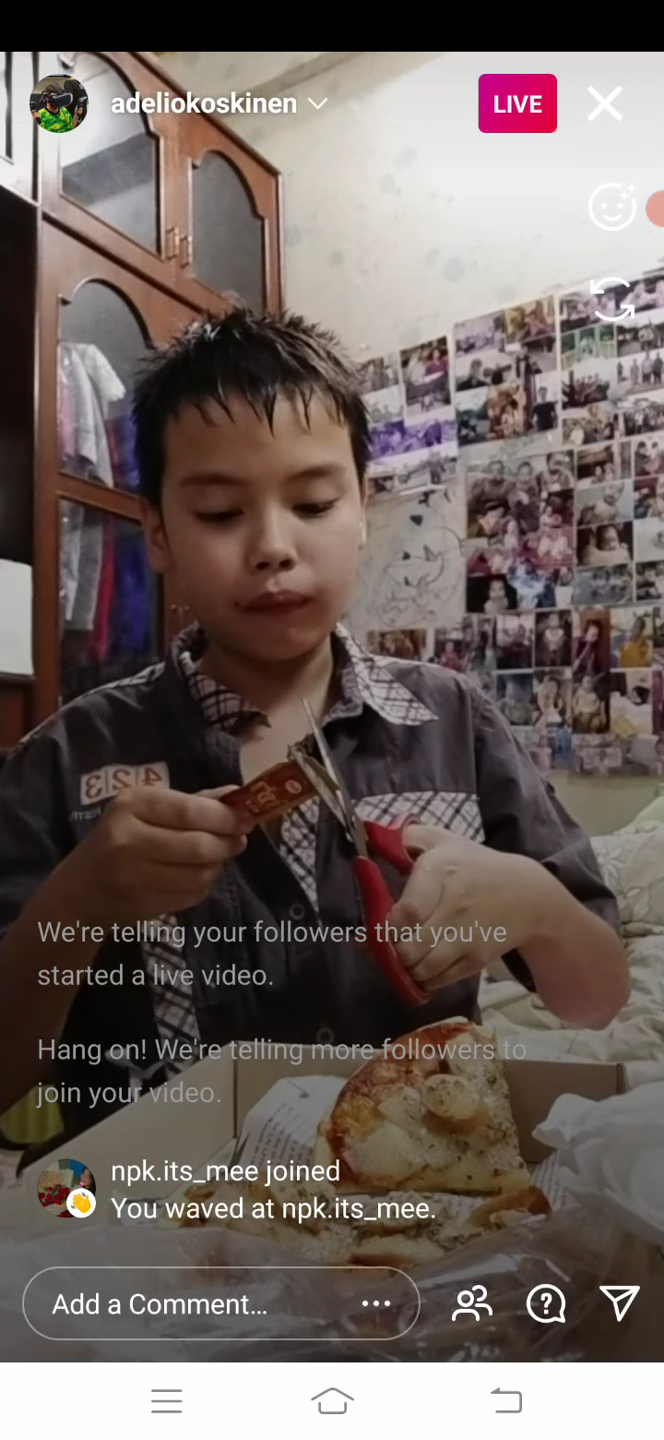 adeliokoskinen
LIVE
423
We're telling your followers that you've
started a live video.
Hang on! We're telling more followers to
join your video.
npk.its_mee joined
You waved at npk.its_mee.
Add a Comment...